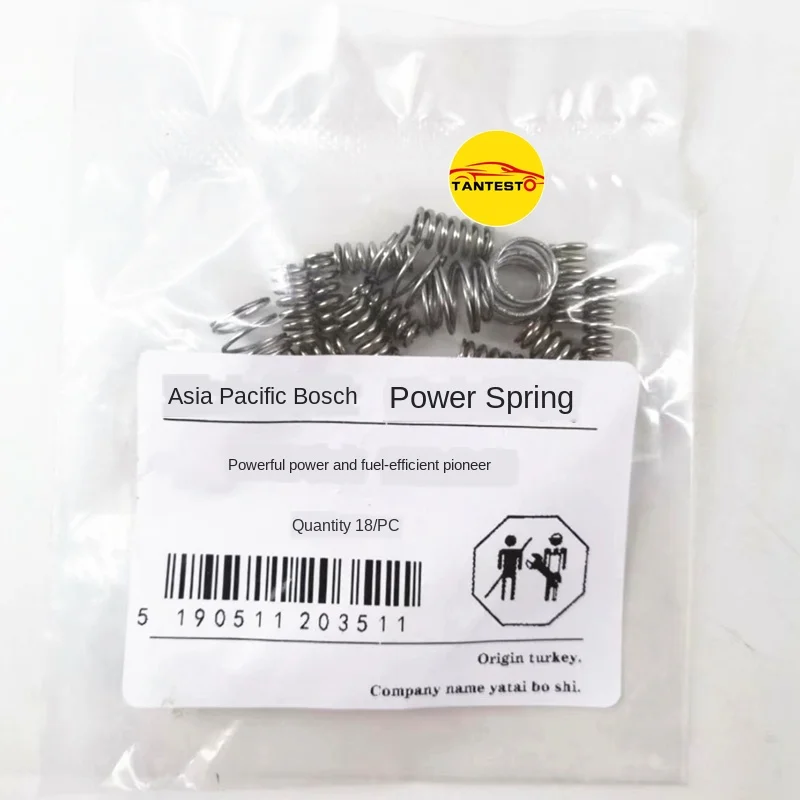 TANTESTO
Asia Pacific Bosch Power Spring
Powerful power and fuel-efficient pioneer
Quantity 18/PC
5 190511 203511
Origin turkey.
Company name yatai bo shi.